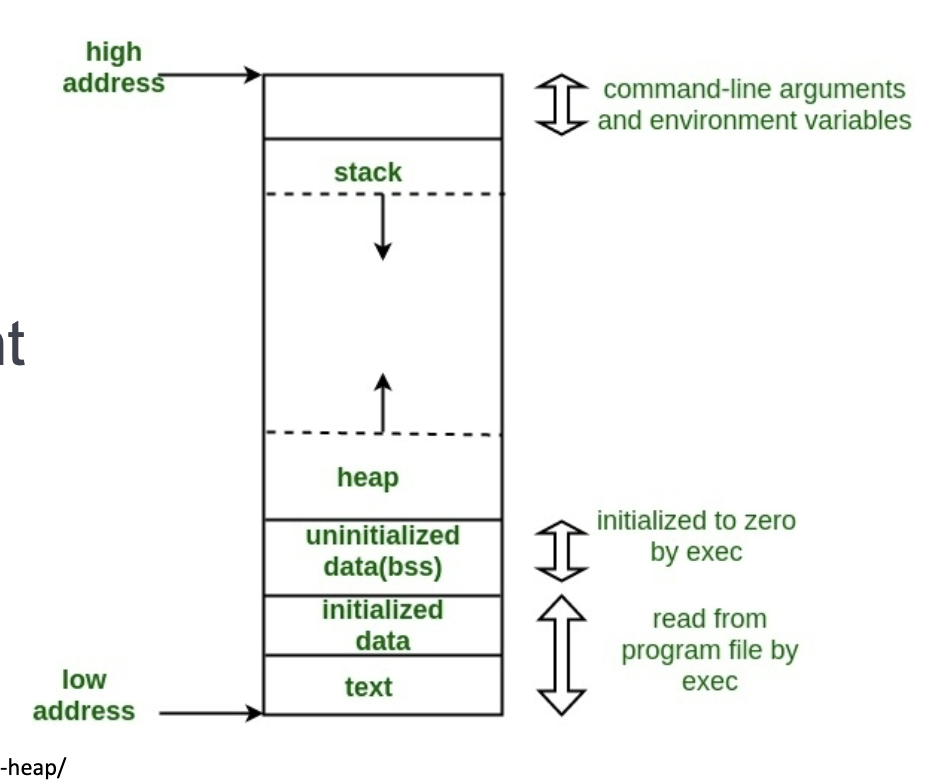 high
address
command-line arguments
and environment variables
stack
nt
heap
uninitialized
data(bss)
initialized to zero
by exec
initialized
data
read from
program file by
exec
text
low
address
-heap/